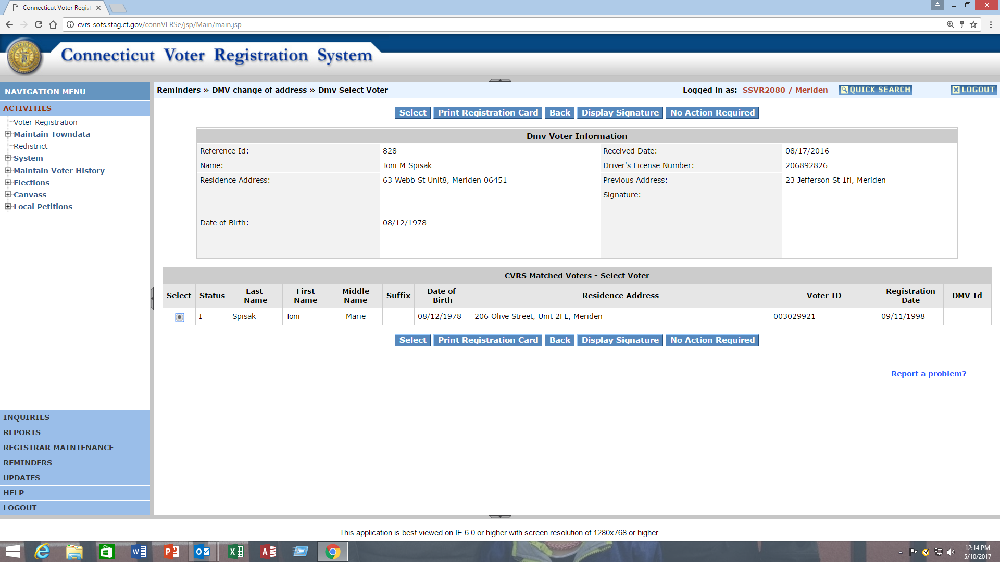 Connecticut Voter Regist
cvrs-sots.stag.ct.gov/connVERSe/jsp/Main/main.jsp
Connecticut Voter Registration System
NAVIGATION MENU
ACTIVITIES
Voter Registration
Maintain Towndata
Redistrict
System
Maintain Voter History
Elections
Canvass
Local Petitions
INQUIRIES
REPORTS
REGISTRAR MAINTENANCE
REMINDERS
UPDATES
HELP
LOGOUT
Reminders » DMV change of address » Dmv Select Voter
Logged in as: SSVR2080 / Meriden QUICK SEARCH LOGOUT
Select Print Registration Card Back Display Signature No Action Required
Dmv Voter Information
Reference Id: 828 Received Date: 08/17/2016
Name: Toni M Spisak Driver's License Number: 206892826
Residence Address: 63 Webb St Unit8, Meriden 06451 Previous Address: 23 Jefferson St 1fl, Meriden
Signature:
Date of Birth: 08/12/1978
CVRS Matched Voters - Select Voter
Select Status Last Name First Name Middle Name Suffix Date of Birth Residence Address Voter ID Registration Date DMV Id
I Spisak Toni Marie 08/12/1978 206 Olive Street, Unit 2FL, Meriden 003029921 09/11/1998
Select Print Registration Card Back Display Signature No Action Required
Report a problem?
This application is best viewed on IE 6.0 or higher with screen resolution of 1280x768 or higher.
12:14 PM
5/10/2017